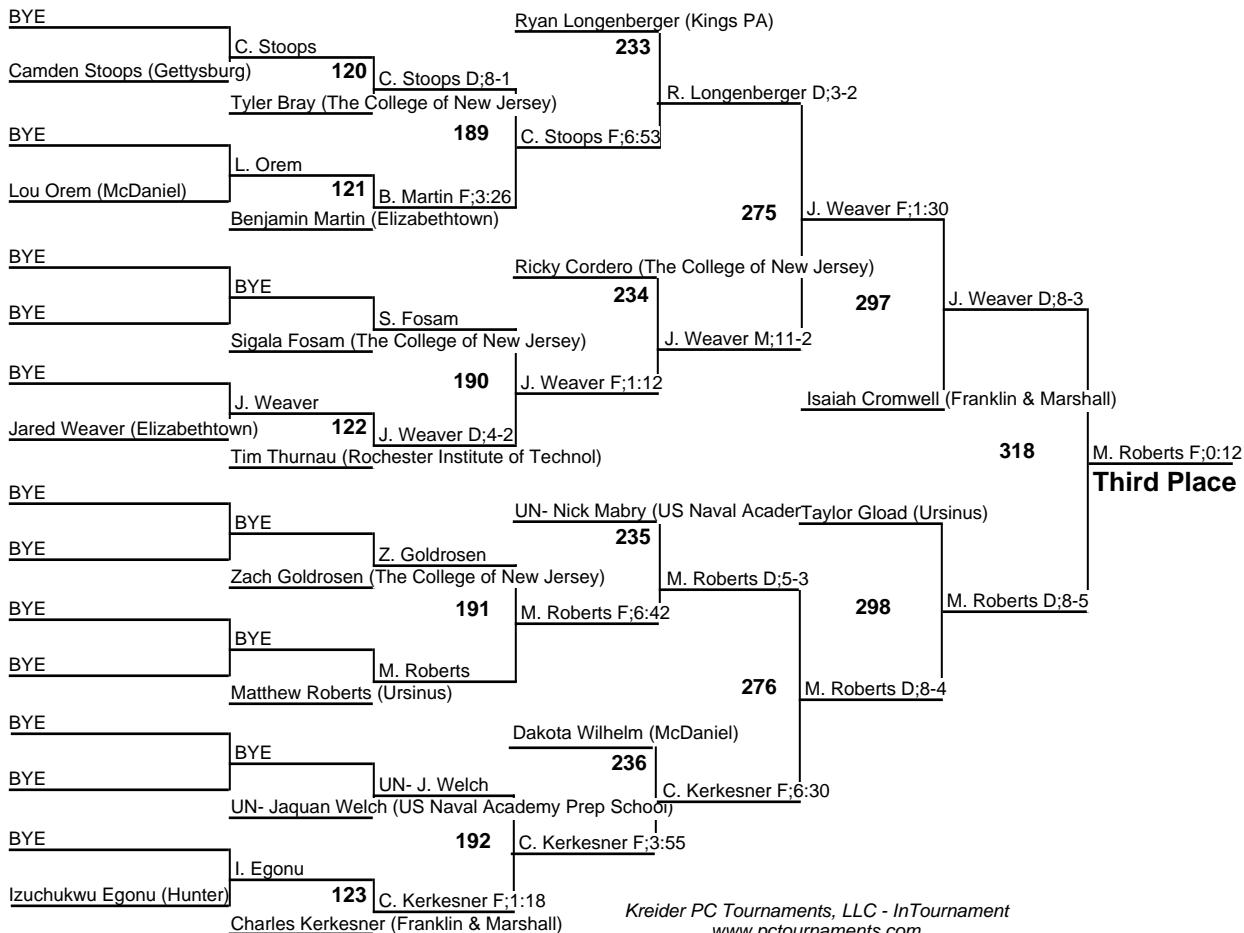 BYE
Ryan Longenberger (Kings PA)
233
C. Stoops
Camden Stoops (Gettysburg)
120
C. Stoops D;8-1
R. Longenberger D;3-2
Tyler Bray (The College of New Jersey)
189
BYE
C. Stoops F;6:53
L. Orem
Lou Orem (McDaniel)
121
B. Martin F;3:26
275
J. Weaver F;1:30
Benjamin Martin (Elizabethtown)
BYE
Ricky Cordero (The College of New Jersey)
BYE
234
297
J. Weaver D;8-3
BYE
S. Fosam
Sigala Fosam (The College of New Jersey)
J. Weaver M;11-2
BYE
190
J. Weaver F;1:12
J. Weaver
Isaiah Cromwell (Franklin & Marshall)
Jared Weaver (Elizabethtown)
122
J. Weaver D;4-2
Tim Thurnau (Rochester Institute of Technol)
318
M. Roberts F;0:12
Third Place
BYE
UN- Nick Mabry (US Naval Acader
Taylor Gload (Ursinus)
BYE
235
BYE
Z. Goldrosen
Zach Goldrosen (The College of New Jersey)
M. Roberts D;5-3
BYE
191
M. Roberts F;6:42
298
M. Roberts D;8-5
BYE
BYE
M. Roberts
Matthew Roberts (Ursinus)
276
M. Roberts D;8-4
BYE
Dakota Wilhelm (McDaniel)
BYE
236
BYE
UN- J. Welch
C. Kerkesner F;6:30
UN- Jaquan Welch (US Naval Academy Prep School)
BYE
192
C. Kerkesner F;3:55
I. Egonu
Izuchukwu Egonu (Hunter)
123
C. Kerkesner F;1:18
Charles Kerkesner (Franklin & Marshall)
Kreider PC Tournaments, LLC - InTournament
www.pctournaments.com